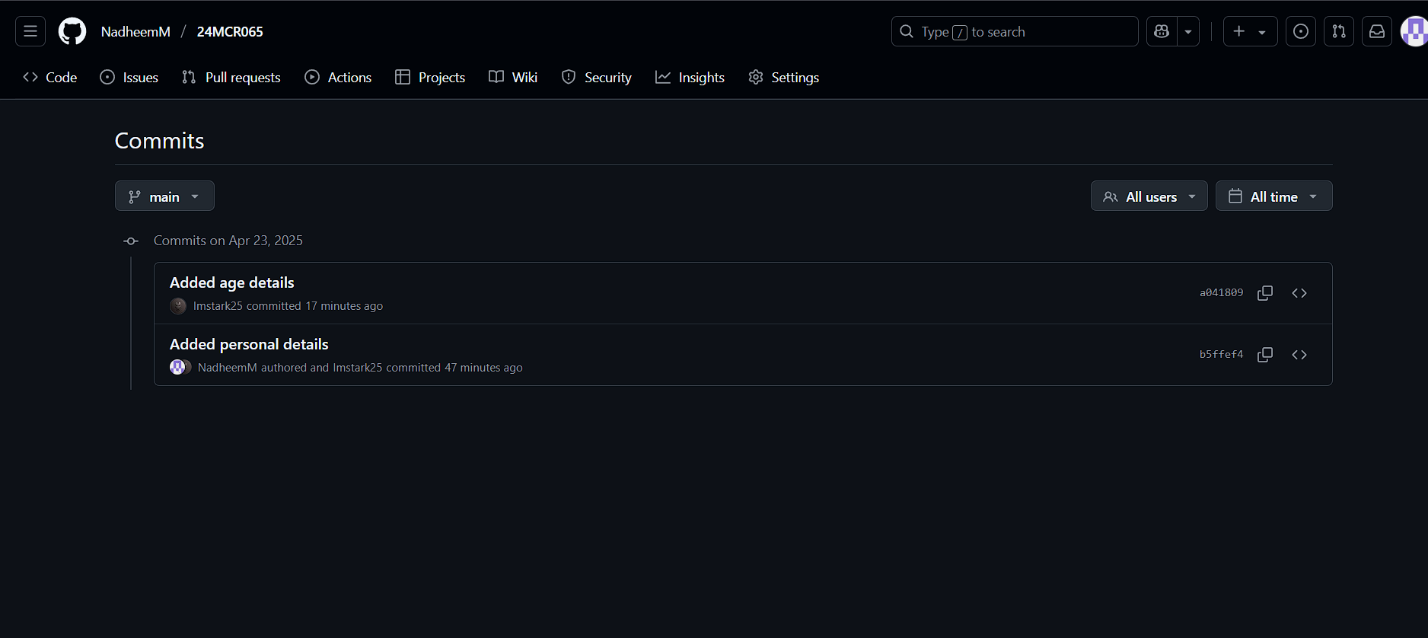 NadheemM / 24MCR065
Type / to search
Code Issues Pull requests Actions Projects Wiki Security Insights Settings
Commits
main
All users All time
Commits on Apr 23, 2025
Added age details
Imstark25 committed 17 minutes ago
a041809
Added personal details
NadheemM authored and Imstark25 committed 47 minutes ago
b5ffef4